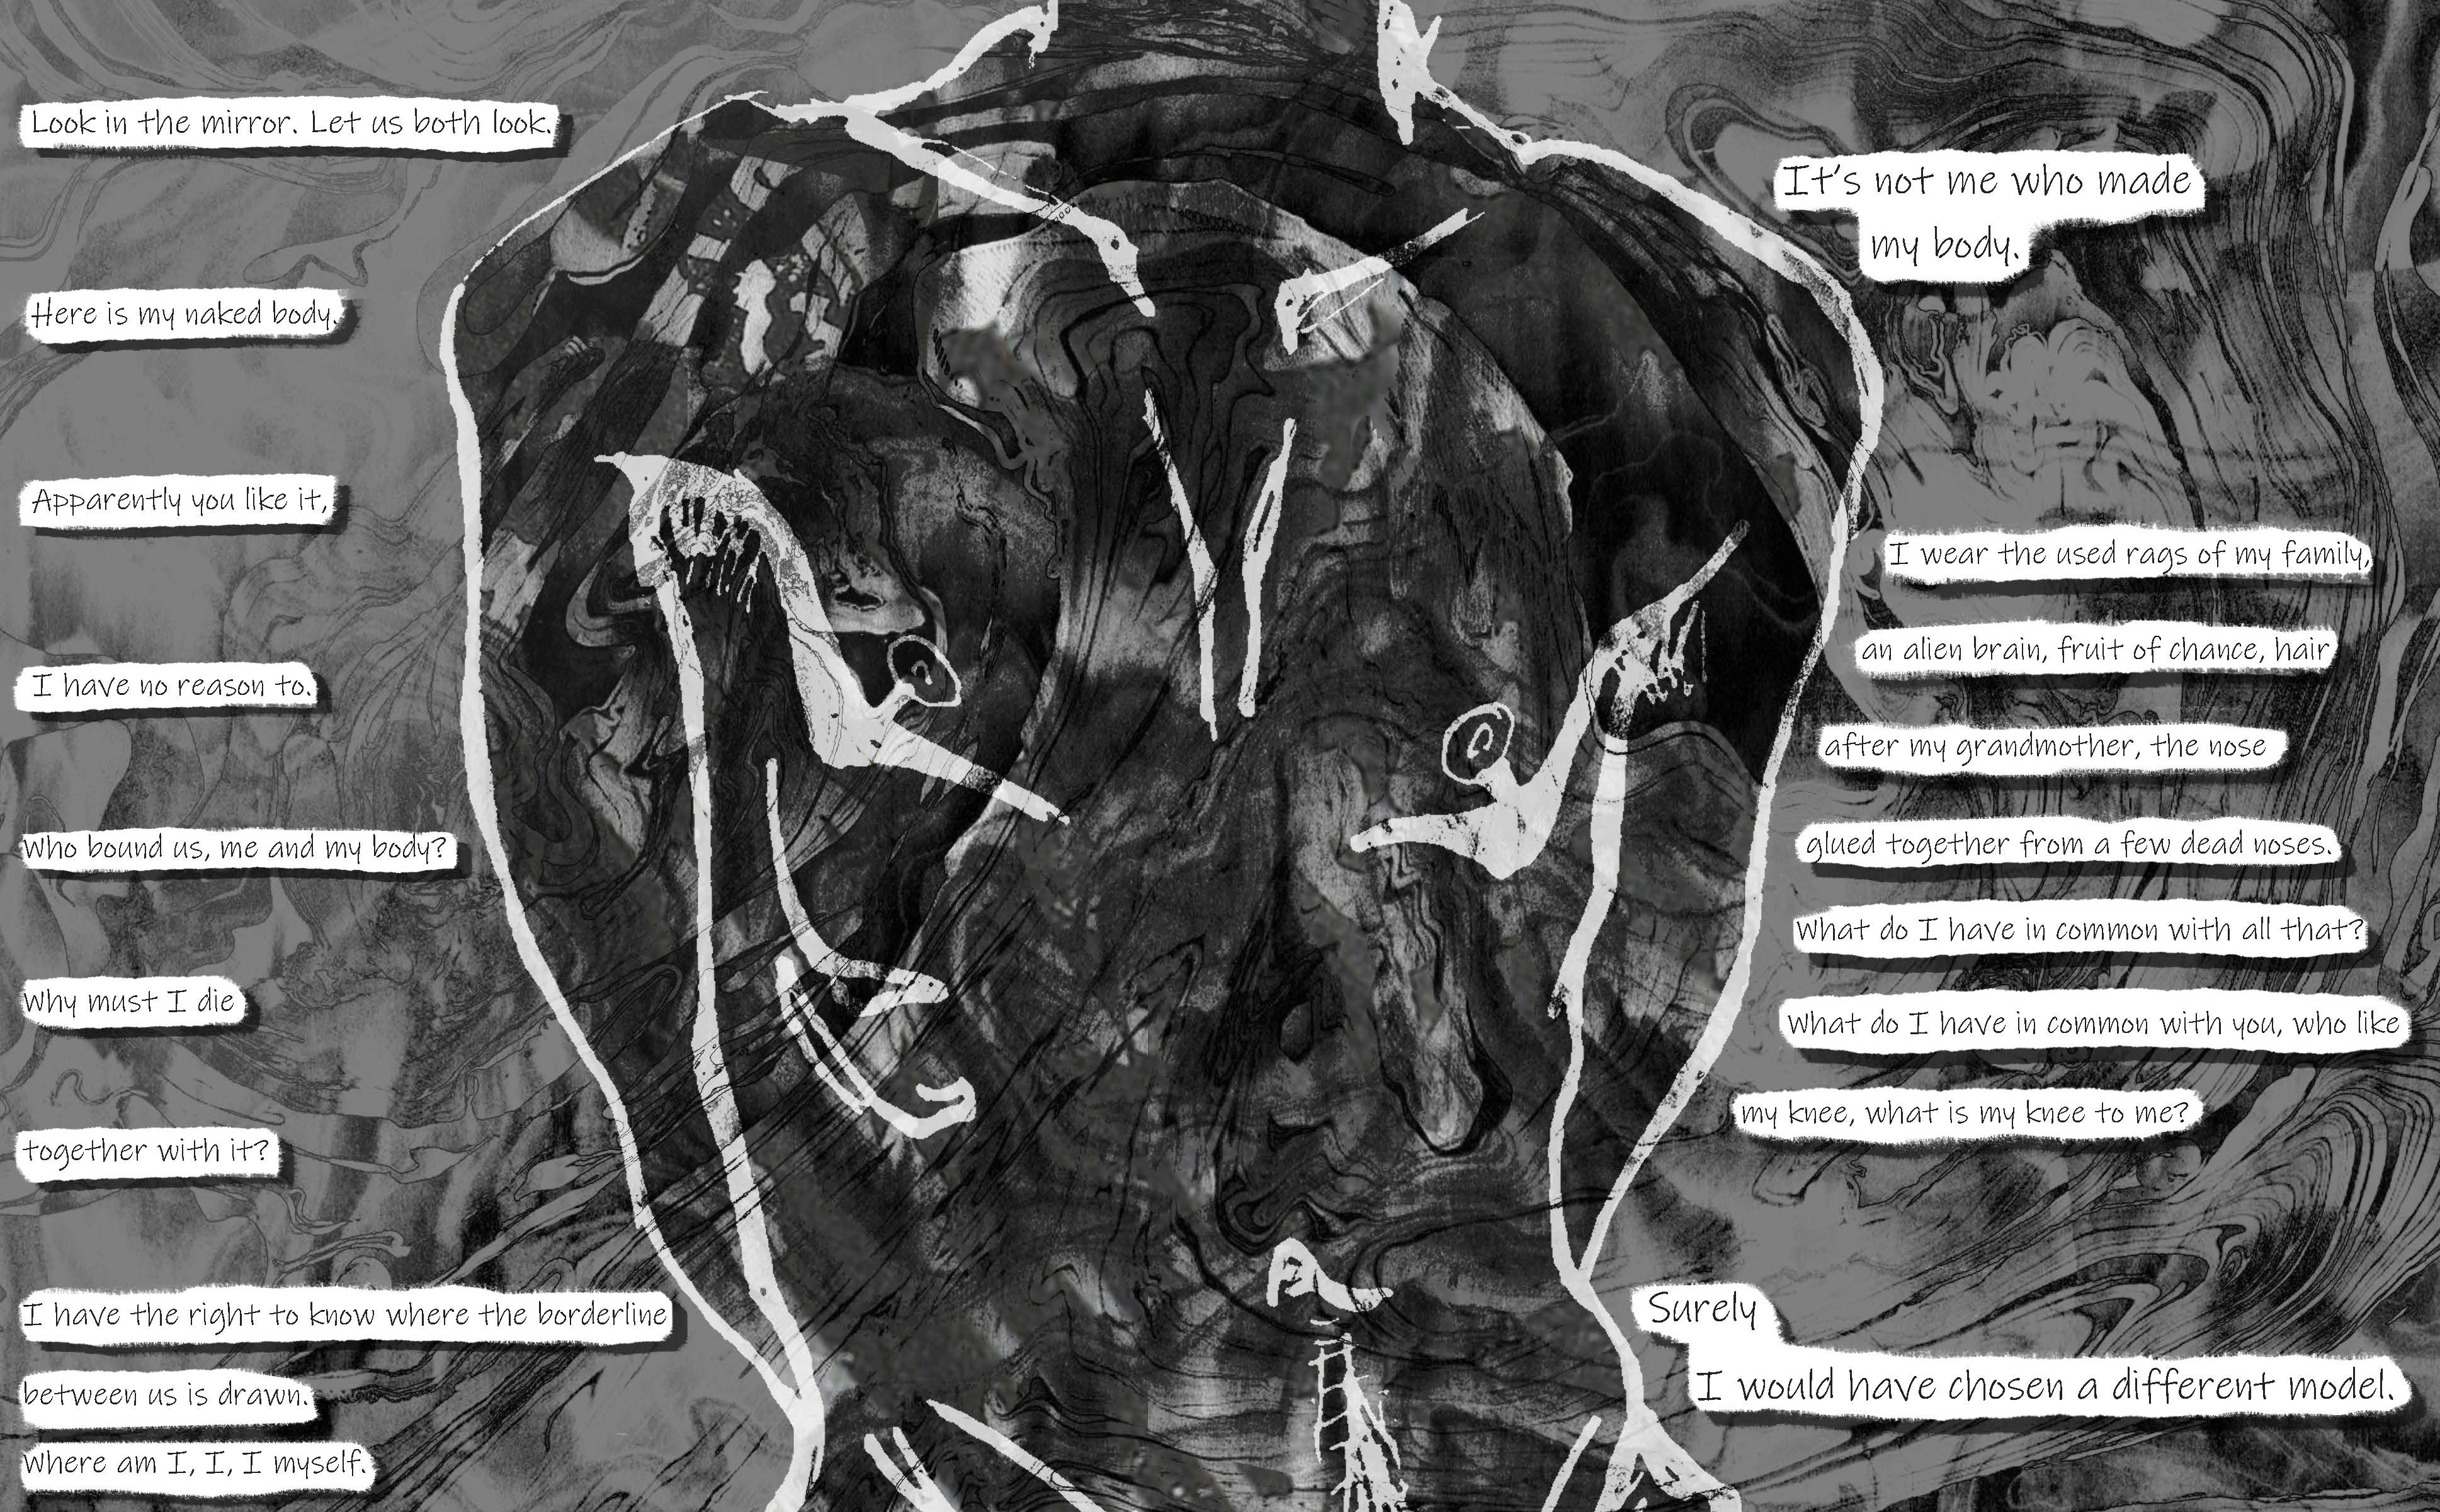 Look in the mirror. Let us both look.
Here is my naked body.
Apparently you like it,
I have no reason to.
Who bound us, me and my body?
Why must I die
together with it?
I have the right to know where the borderline
between us is drawn.
Where am I, I, I myself.
It's not me who made
my body.
I wear the used rags of my family,
an alien brain, fruit of chance, hair
after my grandmother, the nose
glued together from a few dead noses.
What do I have in common with all that?
What do I have in common with you, who like
my knee, what is my knee to me?
Surely
I would have chosen a different model.